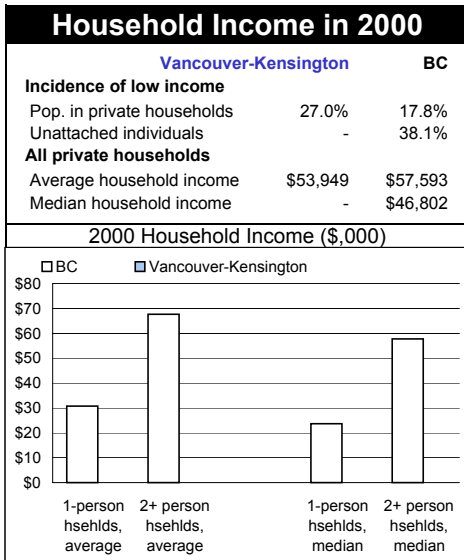 Household Income in 2000
Vancouver-Kensington BC
Incidence of low income
Pop. in private households 27.0% 17.8%
Unattached individuals - 38.1%
All private households
Average household income $53,949 $57,593
Median household income - $46,802
2000 Household Income ($,000)
BC Vancouver-Kensington
$80
$70
$60
$50
$40
$30
$20
$10
$0
1-person 2+ person 1-person 2+ person
hsehlds, hsehlds, hsehlds, hsehlds,
average average median median